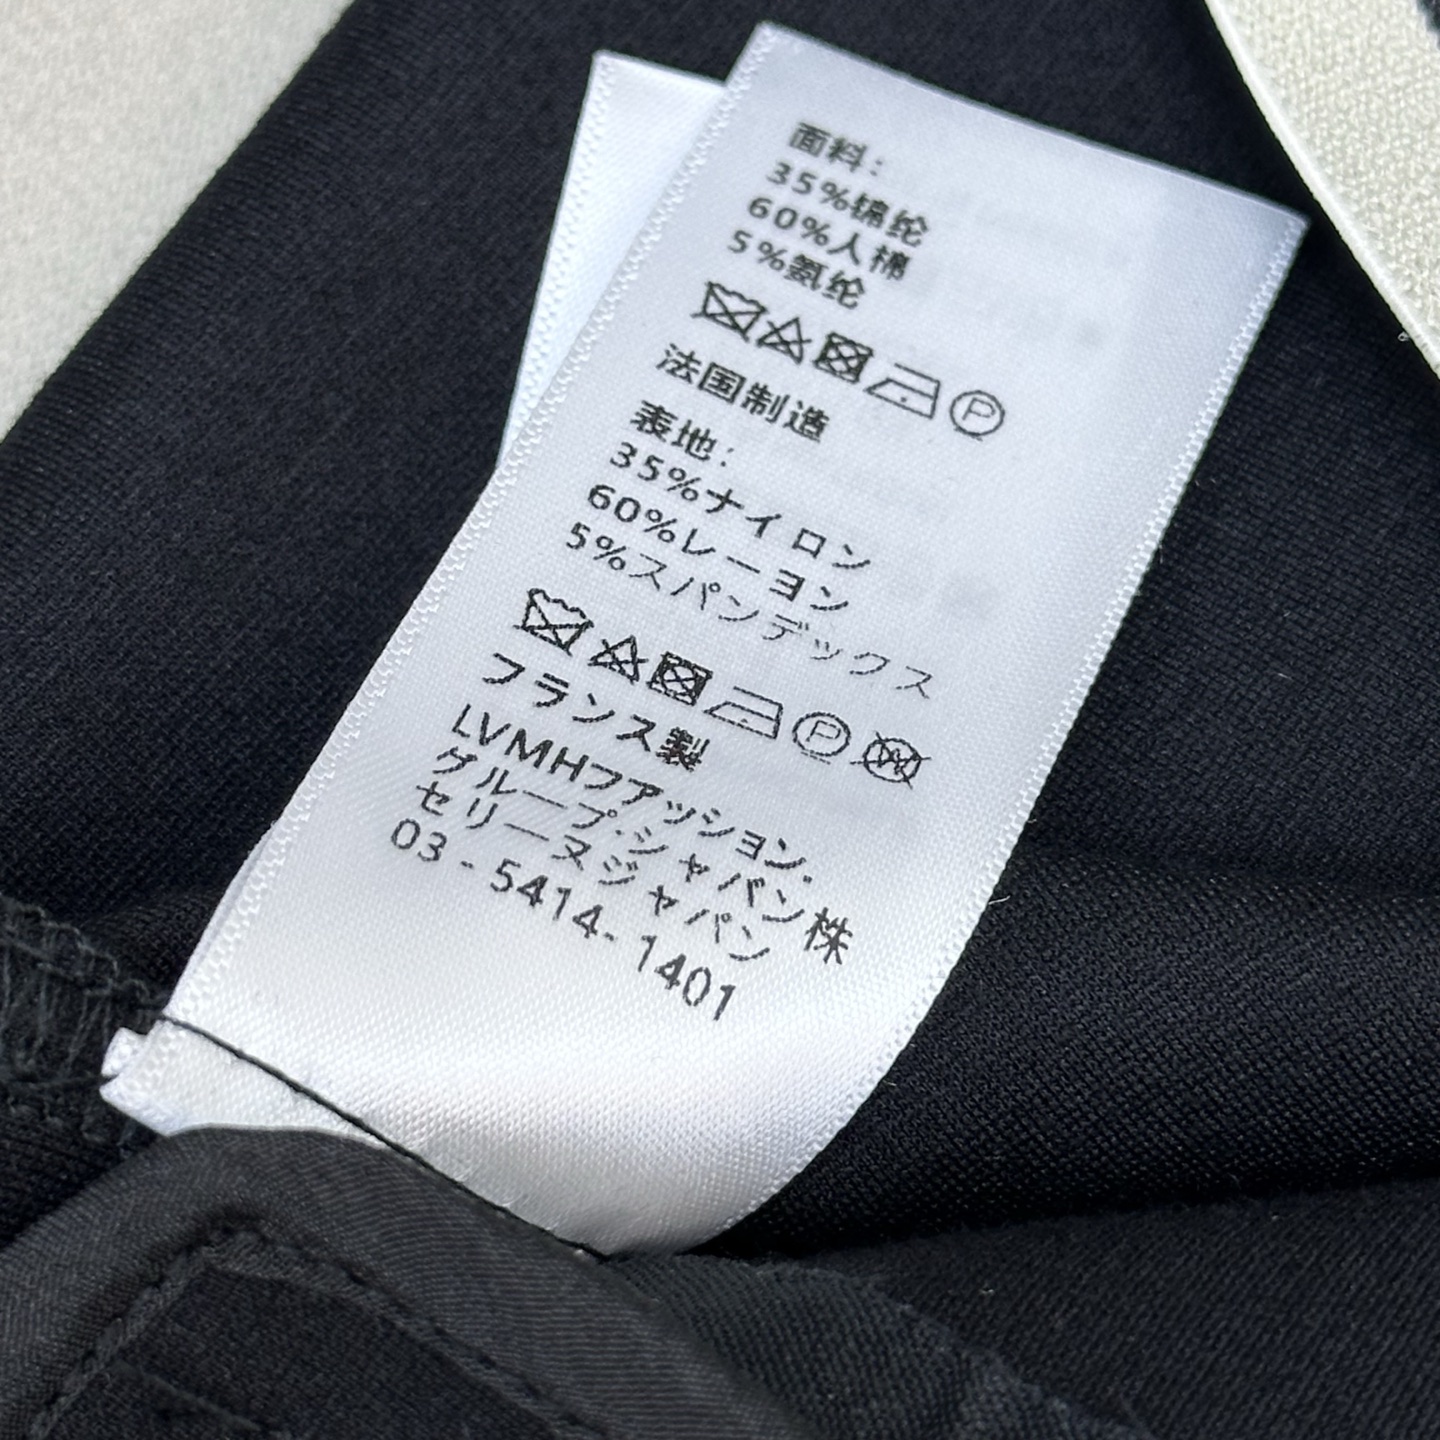 面料:
35%锦纶
60%人棉
5%氨纶
P
法国制造
表地:
35%ナイロン
60%レーヨン
5%スパンデックス
P W
フランス製
LVMHファッション.
グループ·ジャパン株
セリーヌジャパン
03-5414-1401